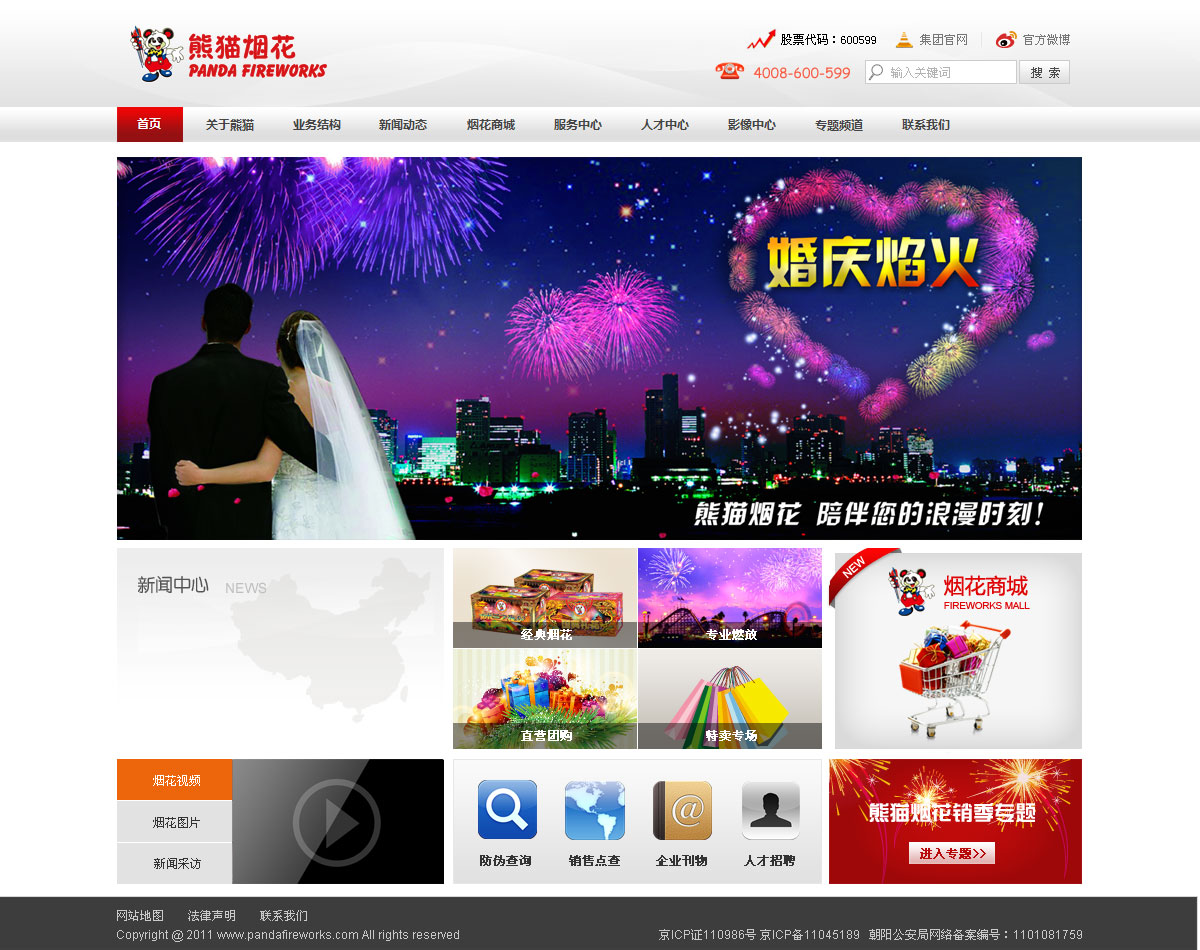 熊猫烟花
PANDA FIREWORKS
股票代码：600599 集团官网 官方微博
4008-600-599 输入关键词 搜 索
首页 关于熊猫 业务结构 新闻动态 烟花商城 服务中心 人才中心 影像中心 专题频道 联系我们
婚庆焰火
熊猫烟花 陪伴您的浪漫时刻！
新闻中心 NEWS
经典烟花 专业燃放
直营团购 特卖专场
NEW
烟花商城
FIREWORKS MALL
烟花视频
烟花图片
新闻采访
防伪查询 销售点查 企业刊物 人才招聘
熊猫烟花销季专题
进入专题>>
网站地图 法律声明 联系我们
Copyright @ 2011 www.pandafireworks.com All rights reserved
京ICP证110986号 京ICP备11045189 朝阳公安局网络备案编号：1101081759